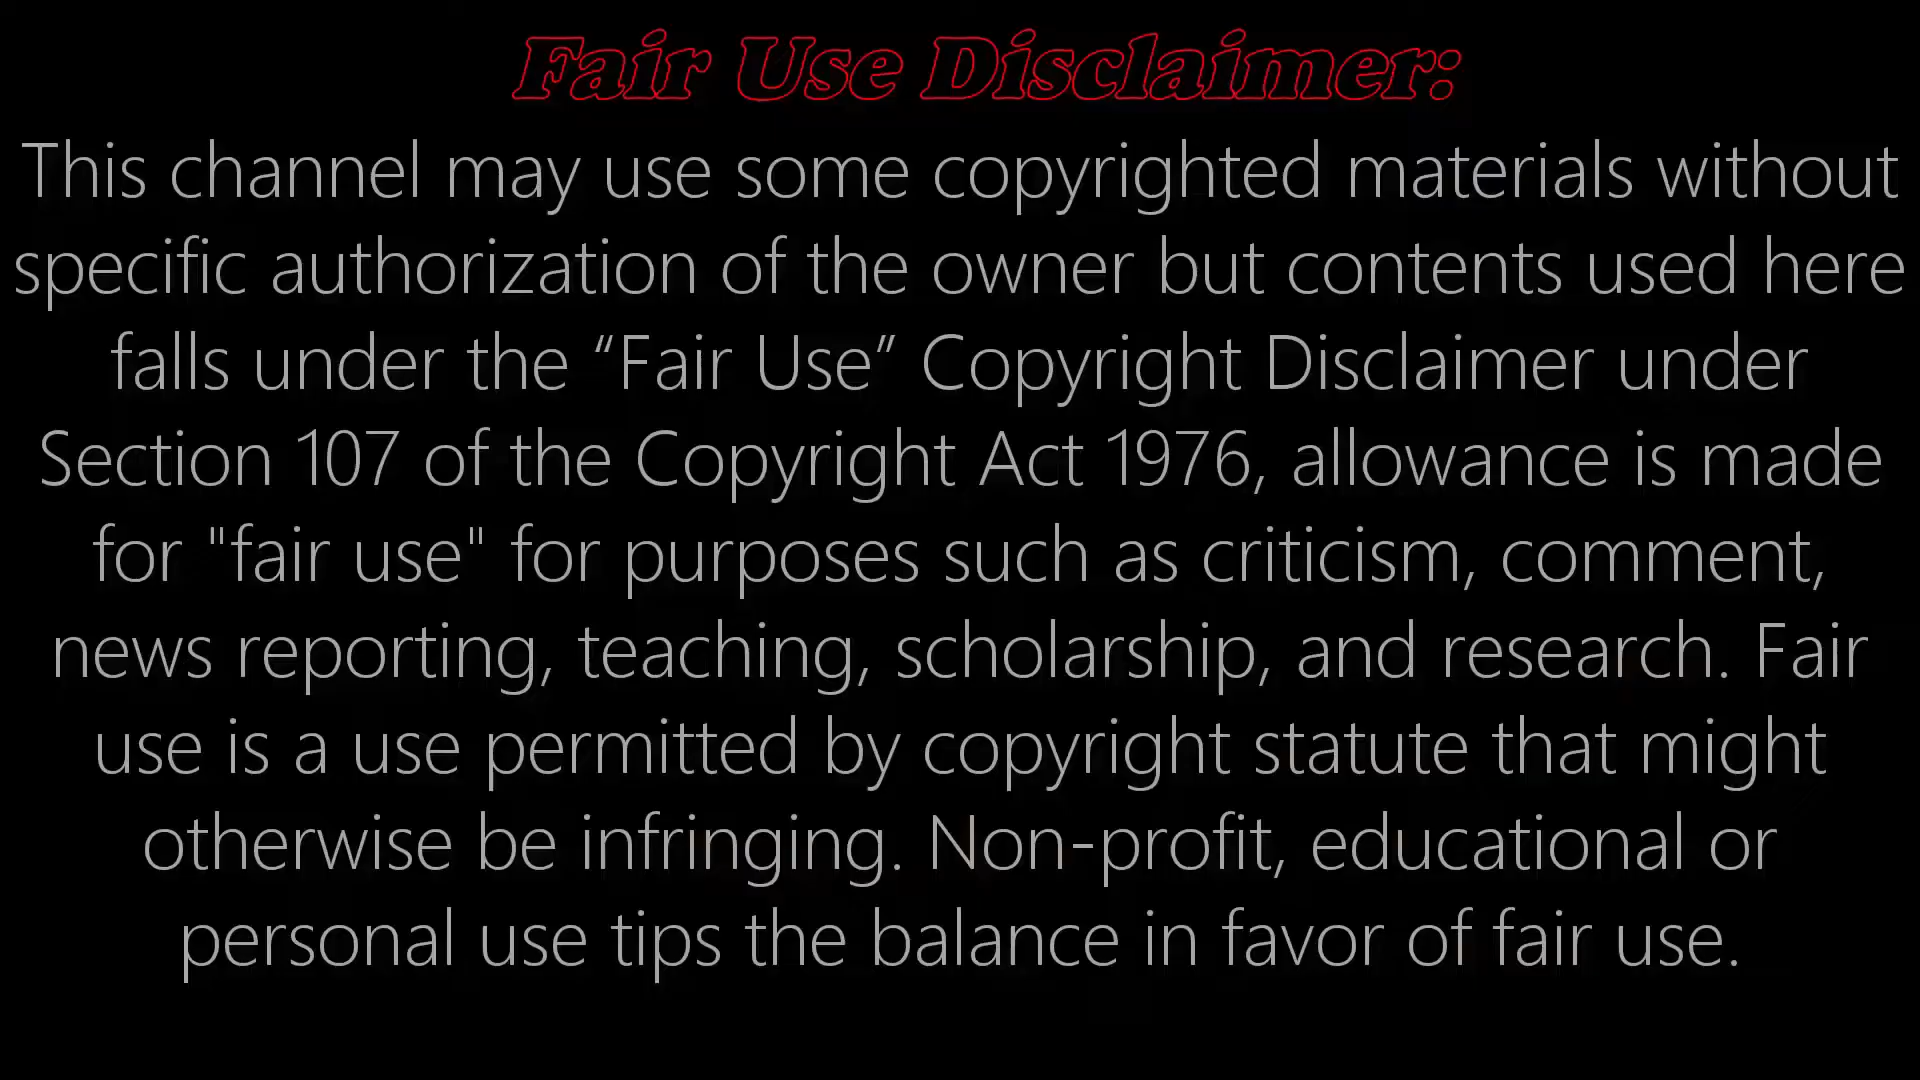 Fair Use Disclaimer:
This channel may use some copyrighted materials without
specific authorization of the owner but contents used here
falls under the “Fair Use” Copyright Disclaimer under
Section 107 of the Copyright Act 1976, allowance is made
for "fair use" for purposes such as criticism, comment,
news reporting, teaching, scholarship, and research. Fair
use is a use permitted by copyright statute that might
otherwise be infringing. Non-profit, educational or
personal use tips the balance in favor of fair use.